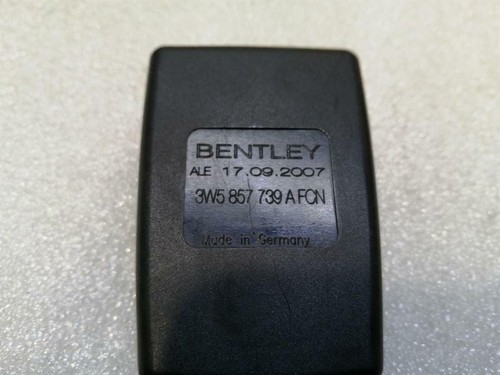 BENTLEY
ALE 17.09.2007
3W5 857 739 A FCN
Made in Germany